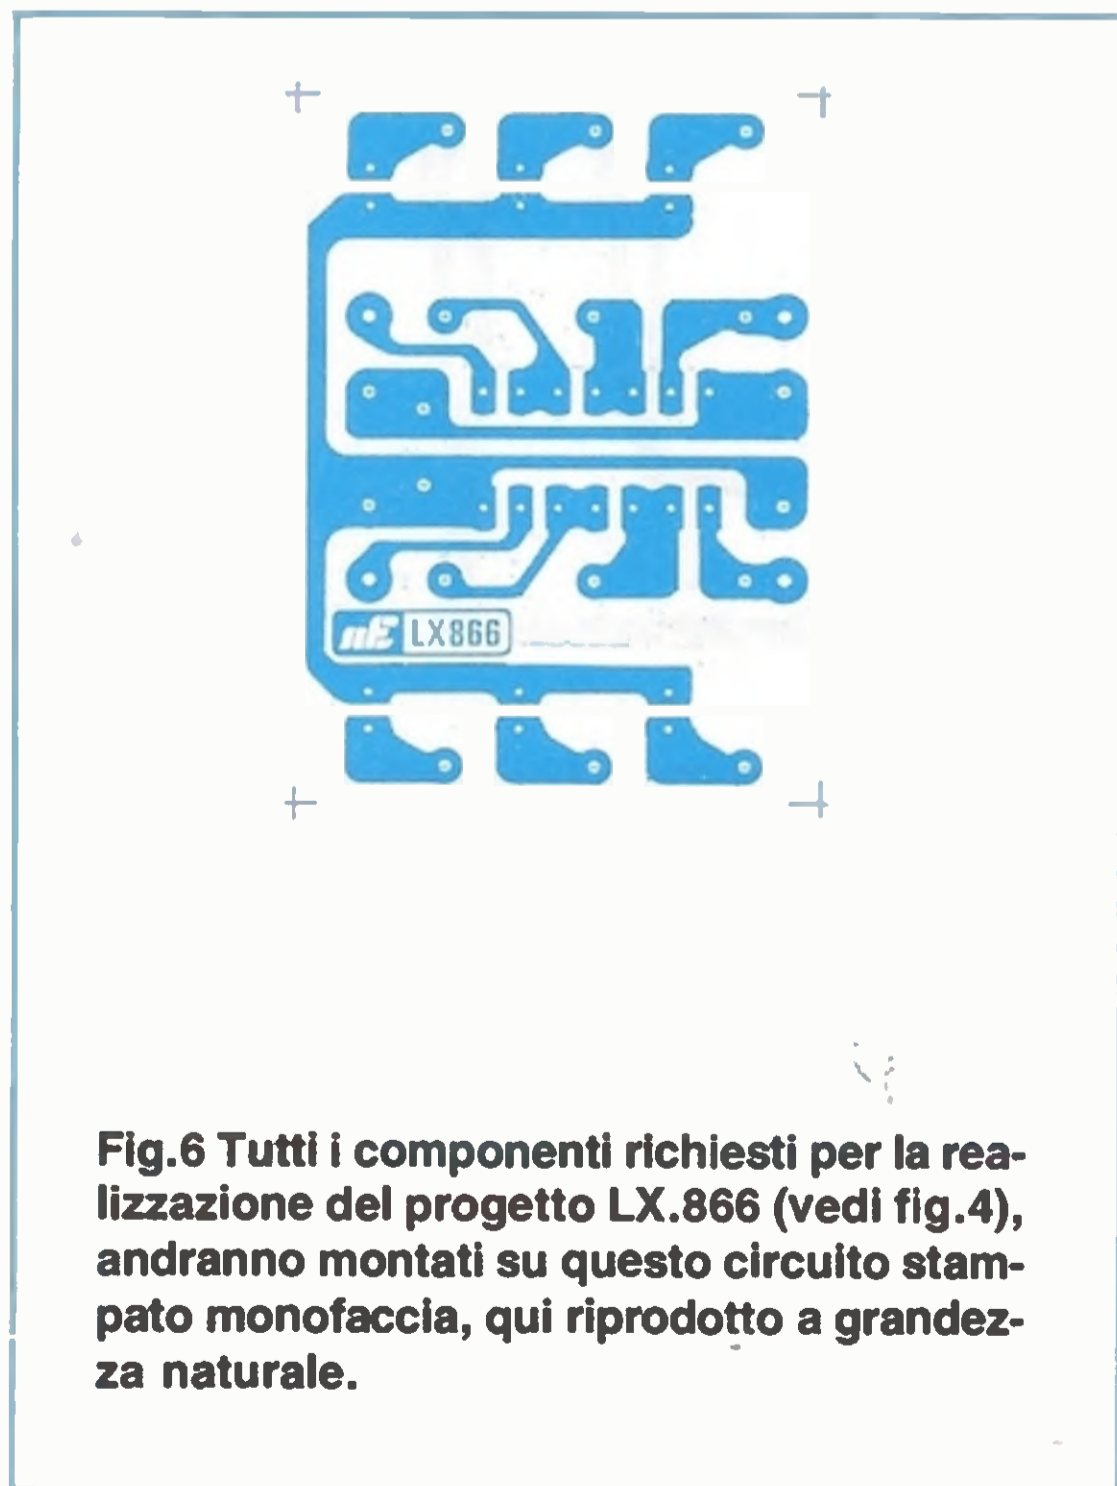 nE LX866
Fig.6 Tutti i componenti richiesti per la rea-
lizzazione del progetto LX.866 (vedi fig.4),
andranno montati su questo circuito stam-
pato monofaccia, qui riprodotto a grandez-
za naturale.